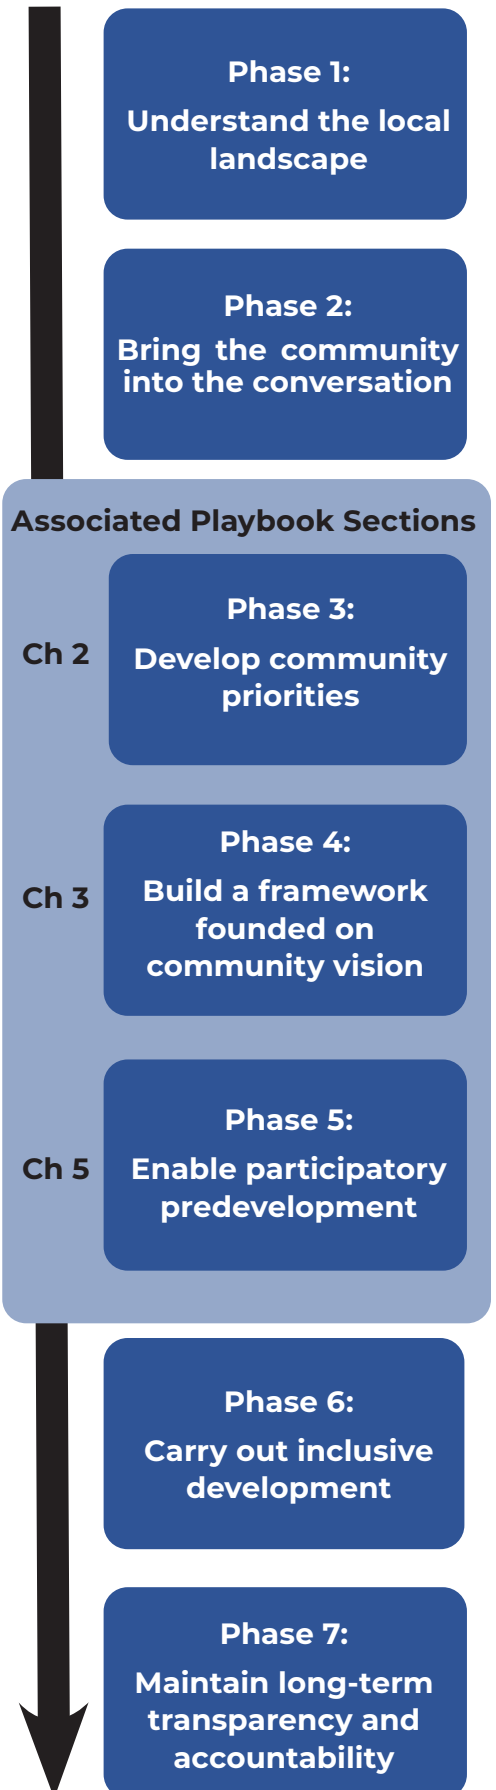 Phase 1:
Understand the local
landscape
Phase 2:
Bring the community
into the conversation
Associated Playbook Sections
Ch 2
Phase 3:
Develop community
priorities
Ch 3
Phase 4:
Build a framework
founded on
community vision
Ch 5
Phase 5:
Enable participatory
predevelopment
Phase 6:
Carry out inclusive
development
Phase 7:
Maintain long-term
transparency and
accountability